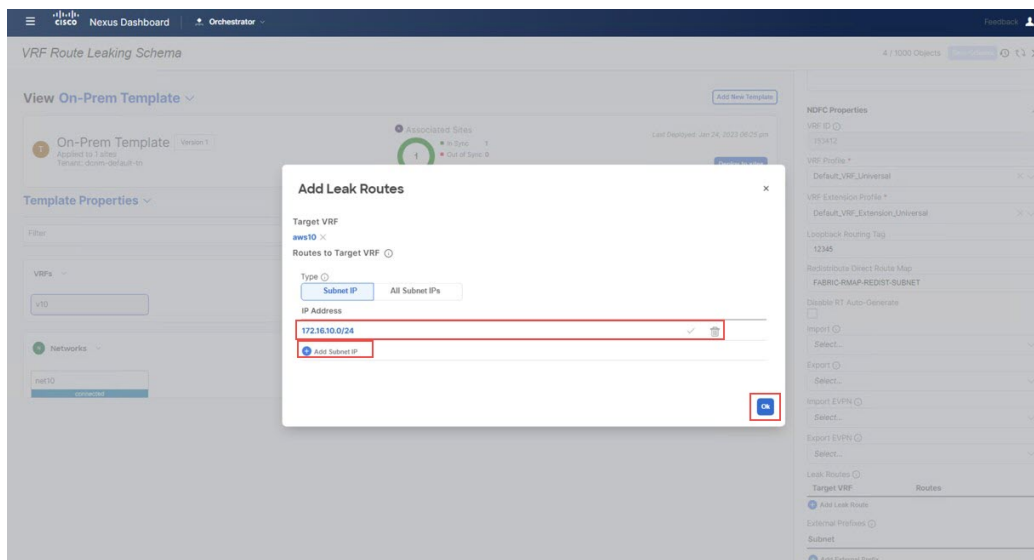 cisco Nexus Dashboard Orchestrator Feedback
VRF Route Leaking Schema 4 / 1000 Objects
View On-Prem Template Add New Template
NDFC Properties
On-Prem Template Version 1
Applied to 1 sites
Associated Sites
1
In Sync 1
Out of Sync 0
Last Deployed: Jan 24, 2023 06:25 pm
VRF ID
VRF Profile *
Default_VRF_Universal
Add Leak Routes
Template Properties
VRF Extension Profile *
Default_VRF_Extension_Universal
Target VRF
aws10
Filter
Loopback Routing Tag
12345
Routes to Target VRF
Type
Subnet IP All Subnet IPs
Redistribute Direct Route Map
FABRIC-RMAP-REDIST-SUBNET
VRFs
v10
IP Address
172.16.10.0/24
Add Subnet IP
Disable RT Auto-Generate
Import
Select...
Networks
net10
connected
Export
Select...
Ok
Import EVPN
Select...
Export EVPN
Select...
Leak Routes
Target VRF Routes
Add Leak Route
External Prefixes
Subnet
Add External Prefix